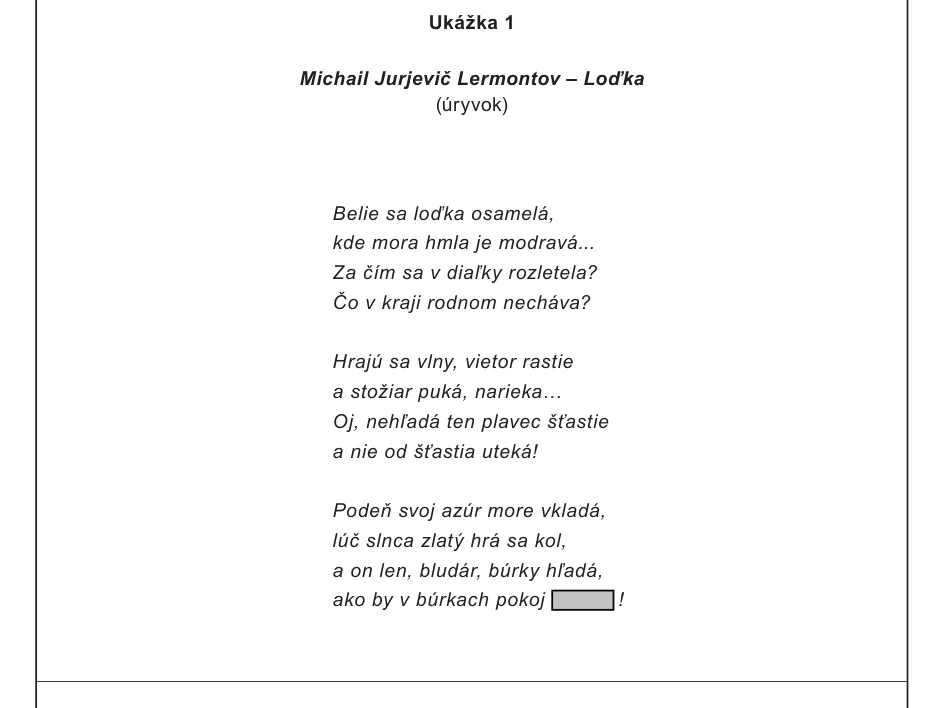 Ukážka 1
Michail Jurjevič Lermontov – Loďka
(úryvok)
Belie sa loďka osamelá,
kde mora hmla je modravá...
Za čím sa v diaľky rozletela?
Čo v kraji rodnom necháva?
Hrajú sa vlny, vietor rastie
a stožiar puká, narieka…
Oj, nehľadá ten plavec šťastie
a nie od šťastia uteká!
Podeň svoj azúr more vkladá,
lúč slnca zlatý hrá sa kol,
a on len, bludár, búrky hľadá,
ako by v búrkach pokoj !